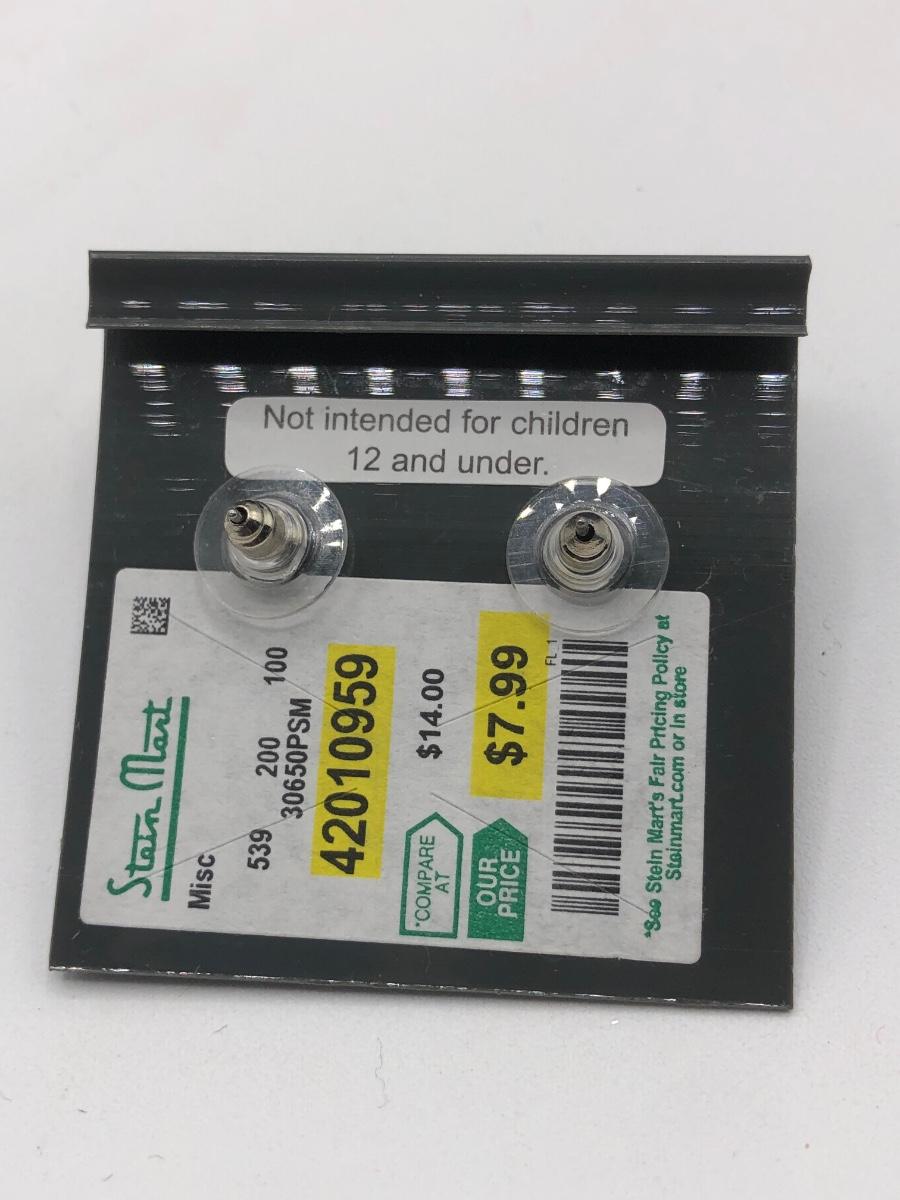 Not intended for children
12 and under.
Stein Mart
Misc
539 200 100
30650PSM
42010959
*COMPARE
AT
$14.00
OUR
PRICE
$7.99
FL 1
*See Stein Mart's Fair Pricing Policy at
Steinmart.com or in store